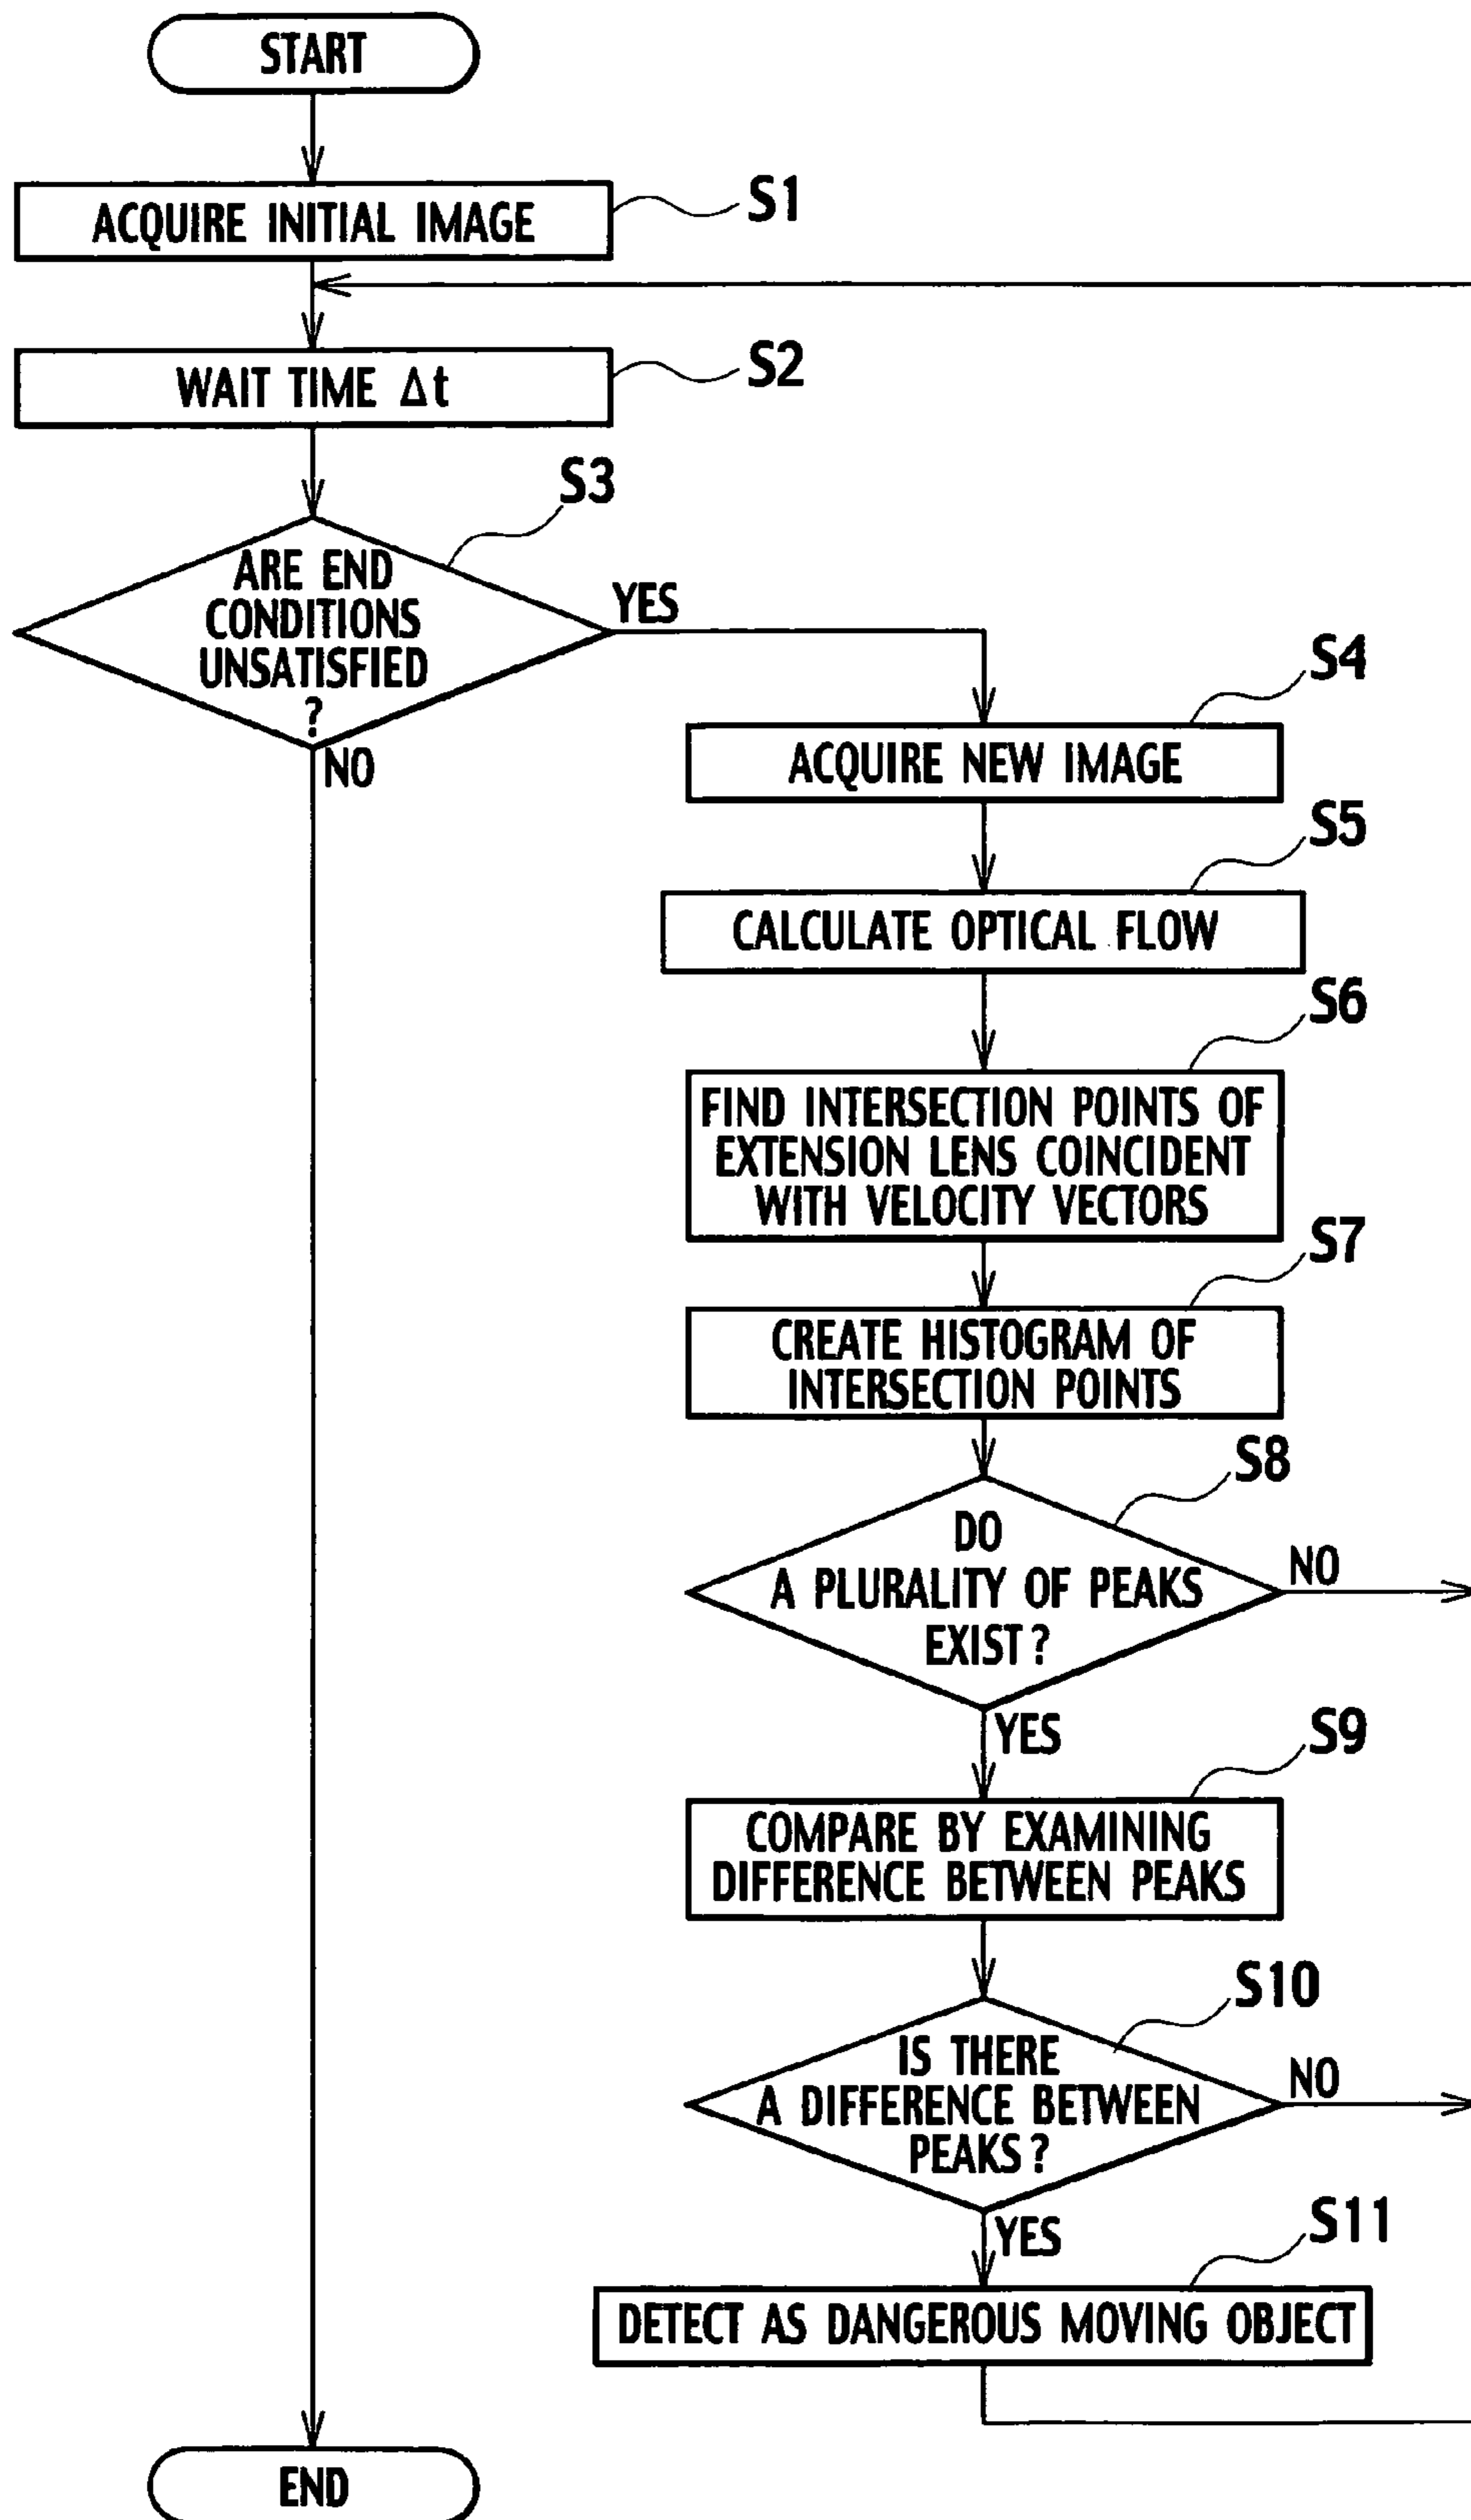 START
ACQUIRE INITIAL IMAGE
S1
WAIT TIME Δt
S2
S3
ARE END
CONDITIONS
UNSATISFIED
?
YES
NO
S4
ACQUIRE NEW IMAGE
S5
CALCULATE OPTICAL FLOW
S6
FIND INTERSECTION POINTS OF
EXTENSION LENS COINCIDENT
WITH VELOCITY VECTORS
S7
CREATE HISTOGRAM OF
INTERSECTION POINTS
S8
DO
A PLURALITY OF PEAKS
EXIST?
NO
YES
S9
COMPARE BY EXAMINING
DIFFERENCE BETWEEN PEAKS
S10
IS THERE
A DIFFERENCE BETWEEN
PEAKS?
NO
YES
S11
DETECT AS DANGEROUS MOVING OBJECT
END